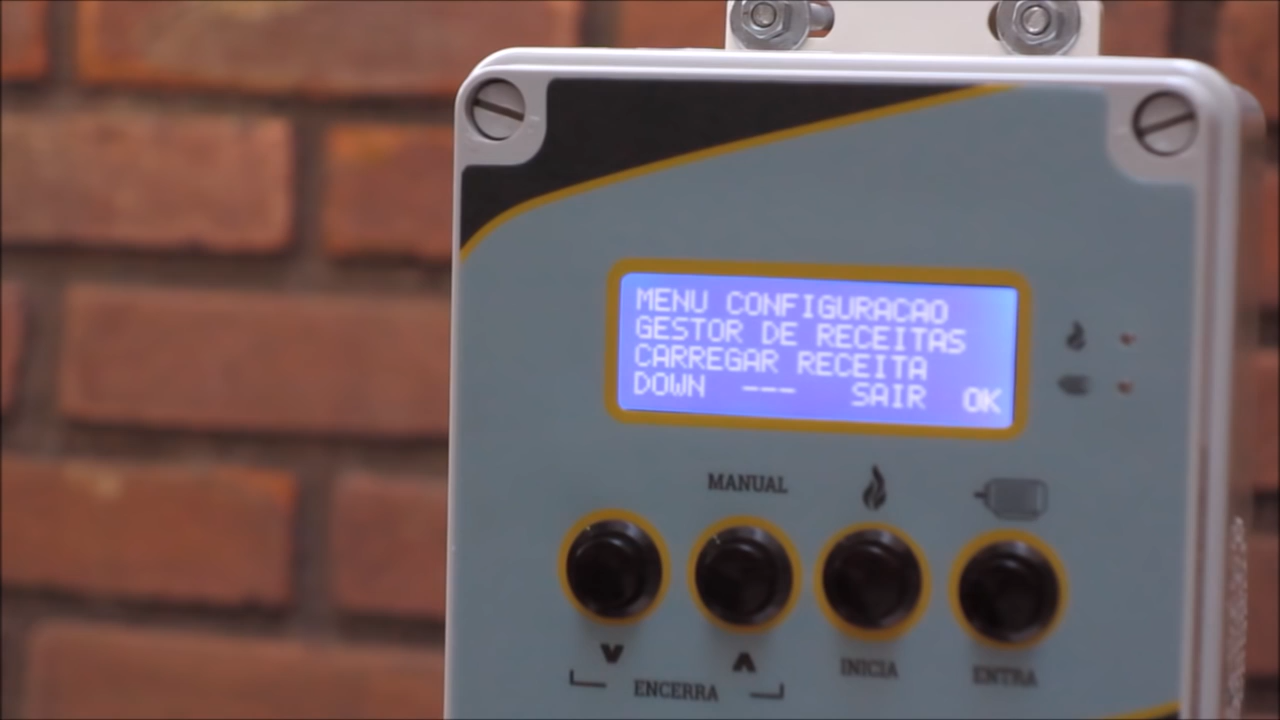 MENU CONFIGURACAO
GESTOR DE RECEITAS
CARREGAR RECEITA
DOWN --- SAIR OK
MANUAL
INICIA
ENTRA
ENCERRA